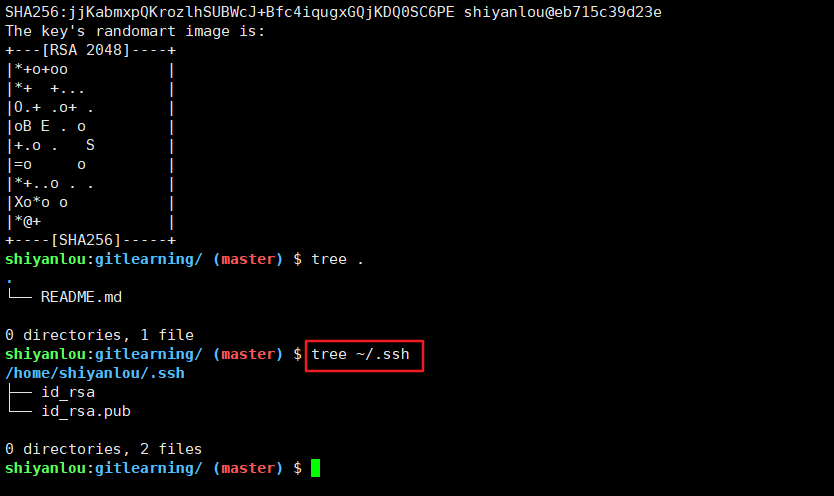 SHA256:jjKabmxpQKrozlhSUBWcJ+Bfc4iqugxGQjKDQ0SC6PE shiyanlou@eb715c39d23e
The key's randomart image is:
+---[RSA 2048]----+
|*+o+oo           |
|*+  +...         |
|O.+ .o+ .        |
|oB E . o         |
|+.o .   S        |
|=o     o         |
|*+..o . .        |
|Xo*o o           |
|*@+              |
+----[SHA256]-----+
shiyanlou:gitlearning/ (master) $ tree .
.
└── README.md
0 directories, 1 file
shiyanlou:gitlearning/ (master) $ tree ~/.ssh
/home/shiyanlou/.ssh
├── id_rsa
└── id_rsa.pub
0 directories, 2 files
shiyanlou:gitlearning/ (master) $